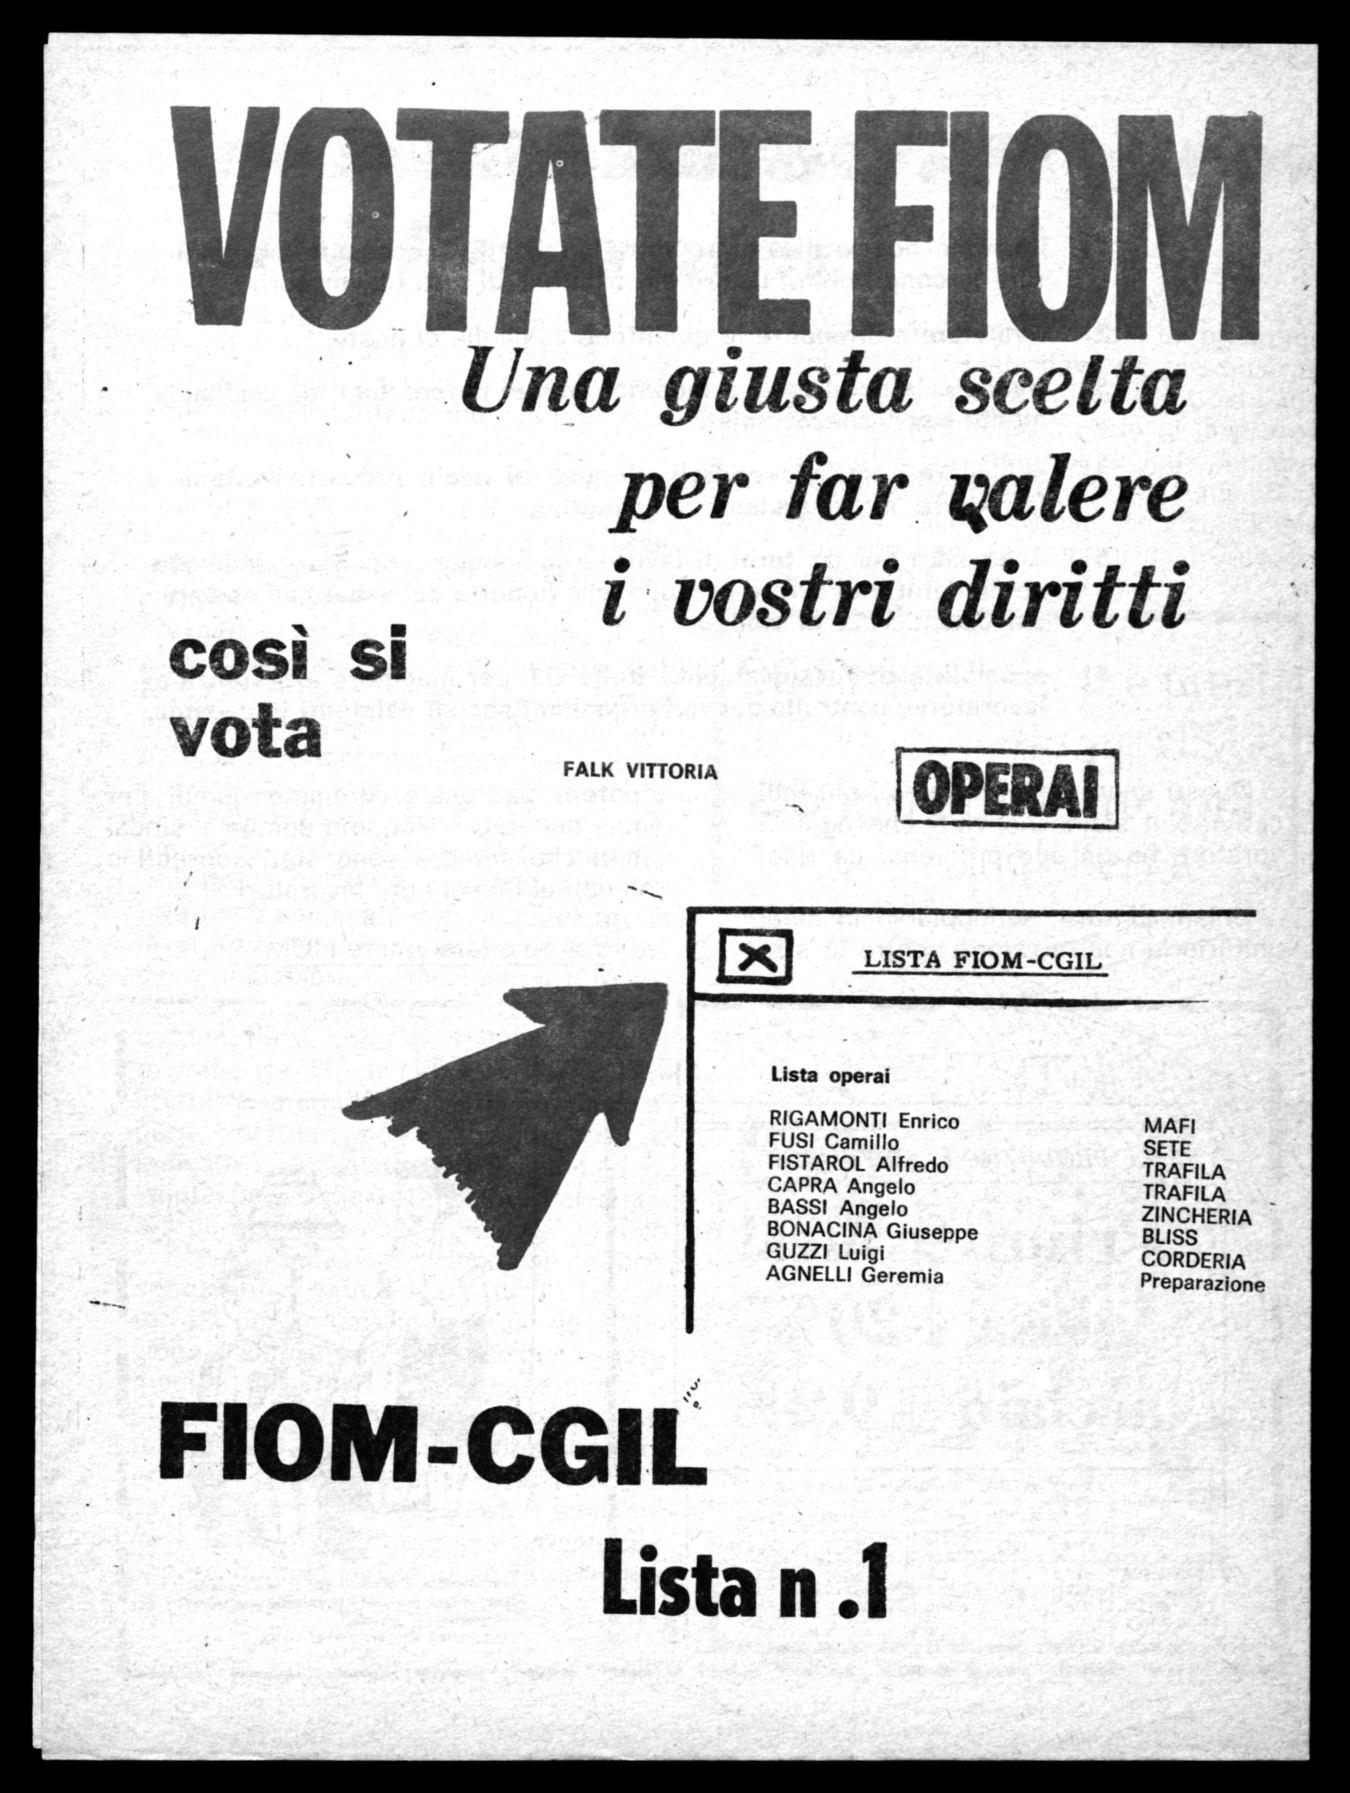 VOTATE FIOM
Una giusta scelta
per far valere
i vostri diritti
così si
vota
FALK VITTORIA
OPERAI
LISTA FIOM-CGIL
Lista operai
RIGAMONTI Enrico MAFI
FUSI Camillo SETE
FISTAROL Alfredo TRAFILA
CAPRA Angelo TRAFILA
BASSI Angelo ZINCHERIA
BONACINA Giuseppe BLISS
GUZZI Luigi CORDERIA
AGNELLI Geremia Preparazione
FIOM-CGIL
Lista n.1